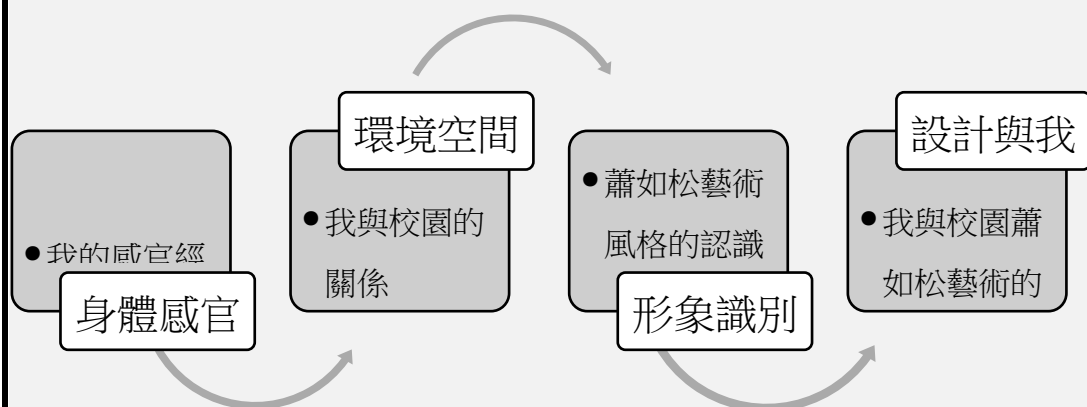 ● 我的感官經
身體感官
環境空間
● 我與校園的
關係
● 蕭如松藝術
風格的認識
形象識別
設計與我
● 我與校園蕭
如松藝術的